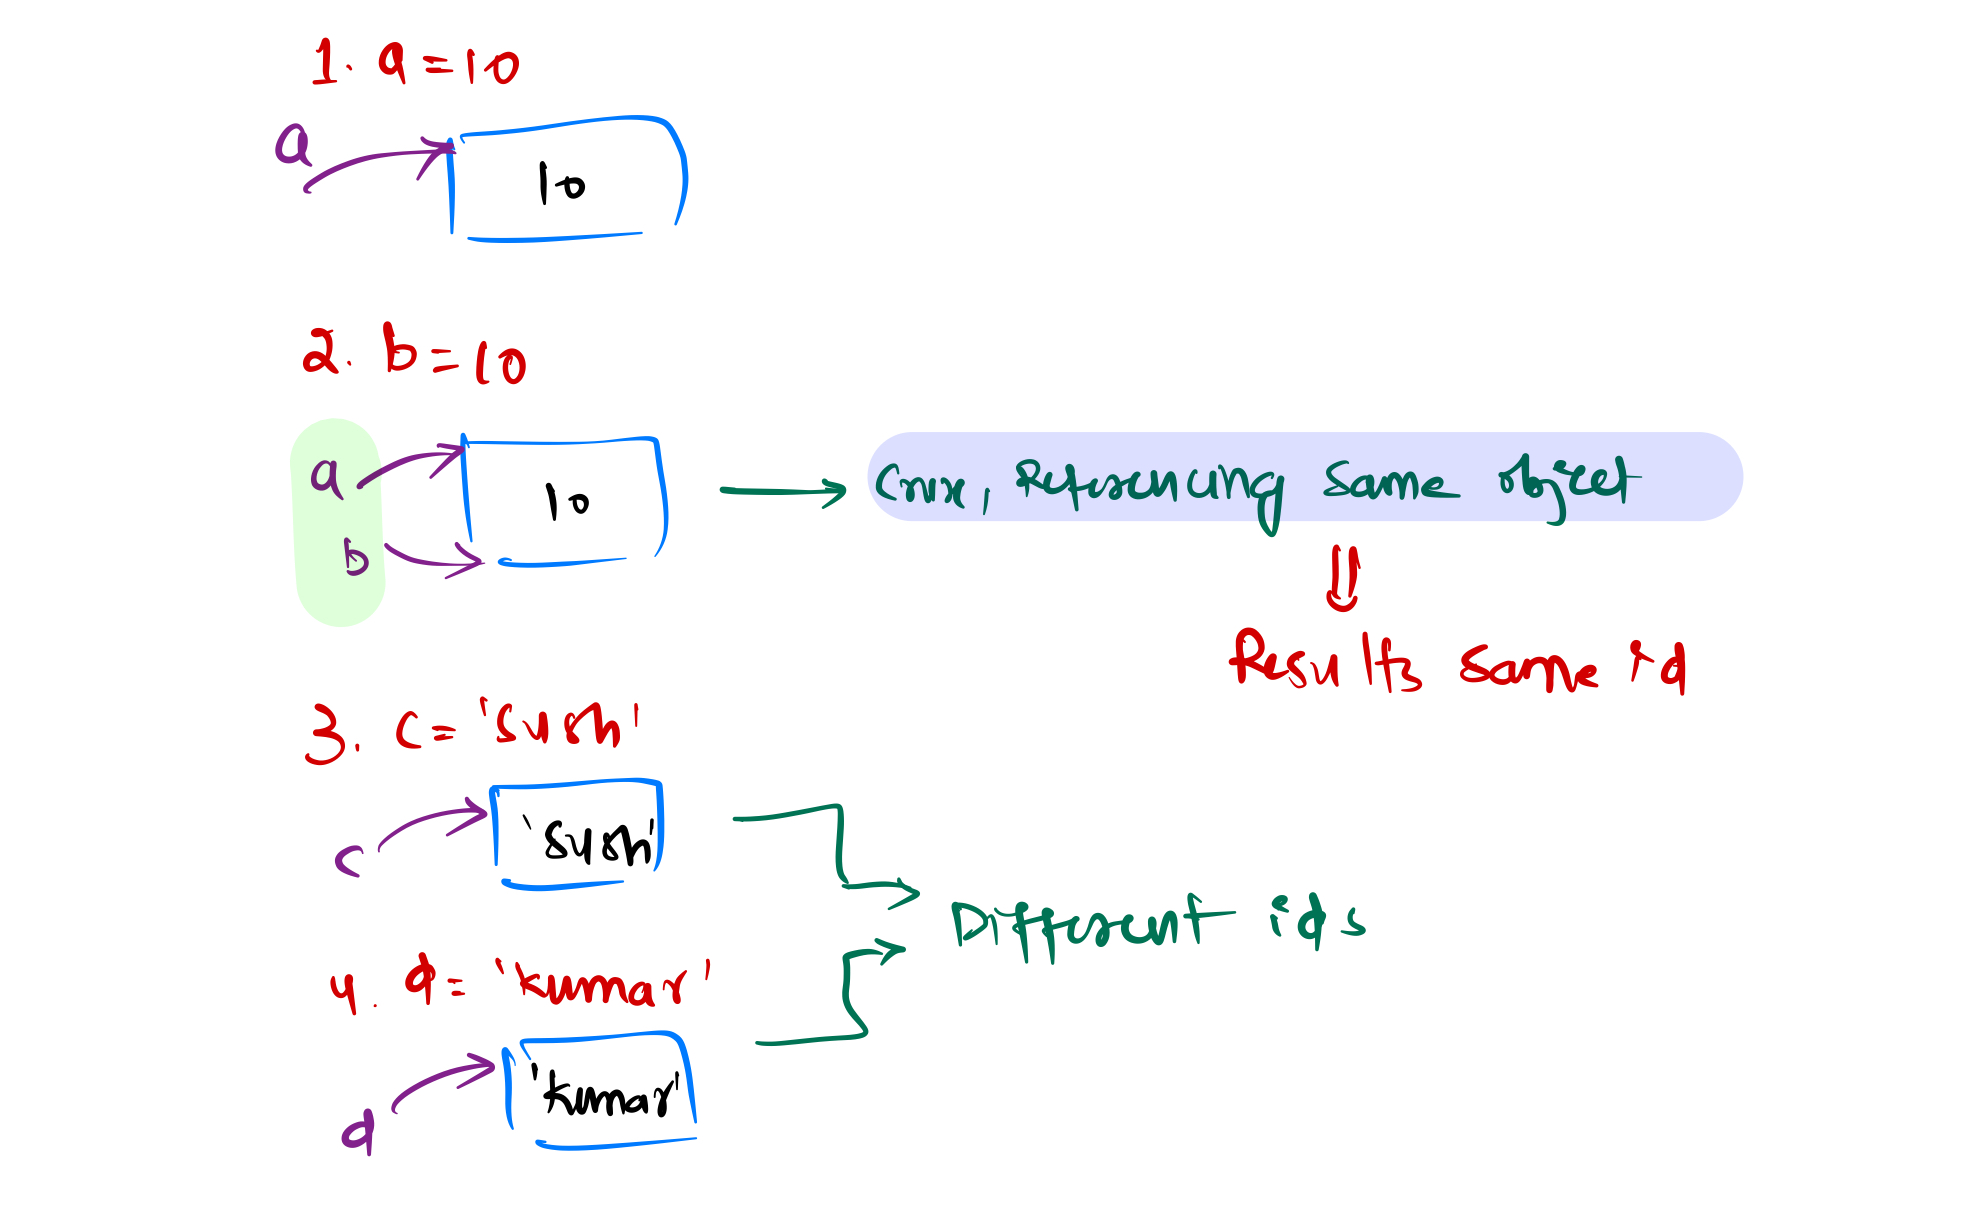 1. a = 10
a
10
2. b = 10
a
10
Crux, Referencing same object
b
Results same id
3. c = 'sush'
'sush'
c
Different ids
4. d = 'kumar'
'kumar'
d